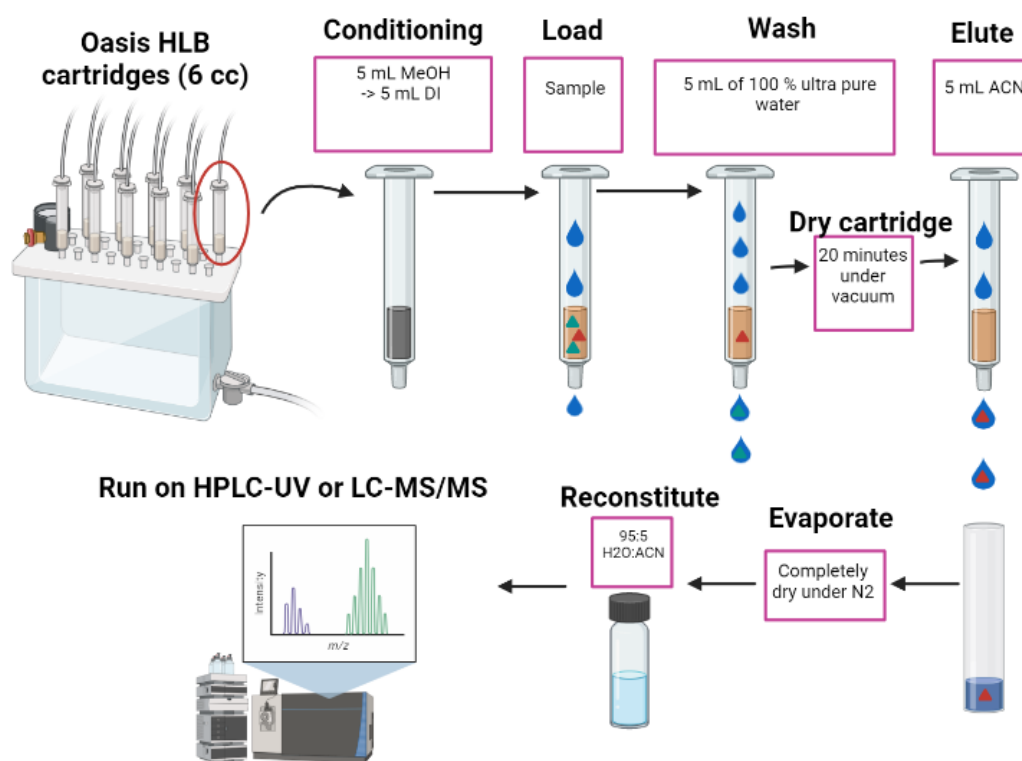 Oasis HLB
cartridges (6 cc)
Conditioning
5 mL MeOH
-> 5 mL DI
Load
Sample
Wash
5 mL of 100 % ultra pure
water
Dry cartridge
20 minutes
under
vacuum
Elute
5 mL ACN
Evaporate
Completely
dry under N2
Reconstitute
95:5
H2O:ACN
Run on HPLC-UV or LC-MS/MS
Intensity
m/z